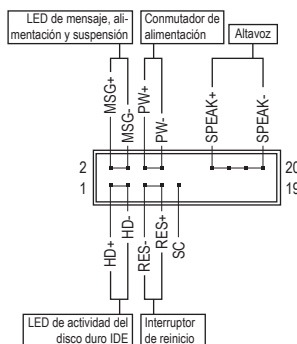 LED de mensaje, ali-
mentación y suspensión
Conmutador de
alimentación
Altavoz
MSG+
MSG-
PW+
PW-
SPEAK+
SPEAK-
2
20
1
19
HD+
HD-
RES-
RES+
SC
LED de actividad del
disco duro IDE
Interruptor
de reinicio